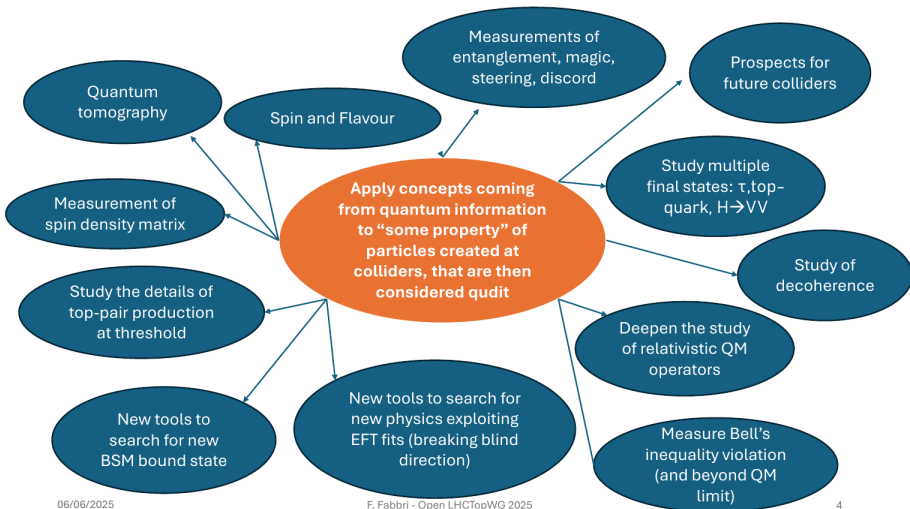 Measurements of
entanglement, magic,
steering, discord
Prospects for
future colliders
Quantum
tomography
Spin and Flavour
Study multiple
final states: τ,top-
quark, H→VV
Measurement of
spin density matrix
Apply concepts coming
from quantum information
to “some property” of
particles created at
colliders, that are then
considered qudit
Study of
decoherence
Study the details of
top-pair production
at threshold
Deepen the study
of relativistic QM
operators
New tools to
search for new
BSM bound state
New tools to search for
new physics exploiting
EFT fits (breaking blind
direction)
Measure Bell’s
inequality violation
(and beyond QM
limit)
06/06/2025
F. Fabbri - Open LHCTopWG 2025
4